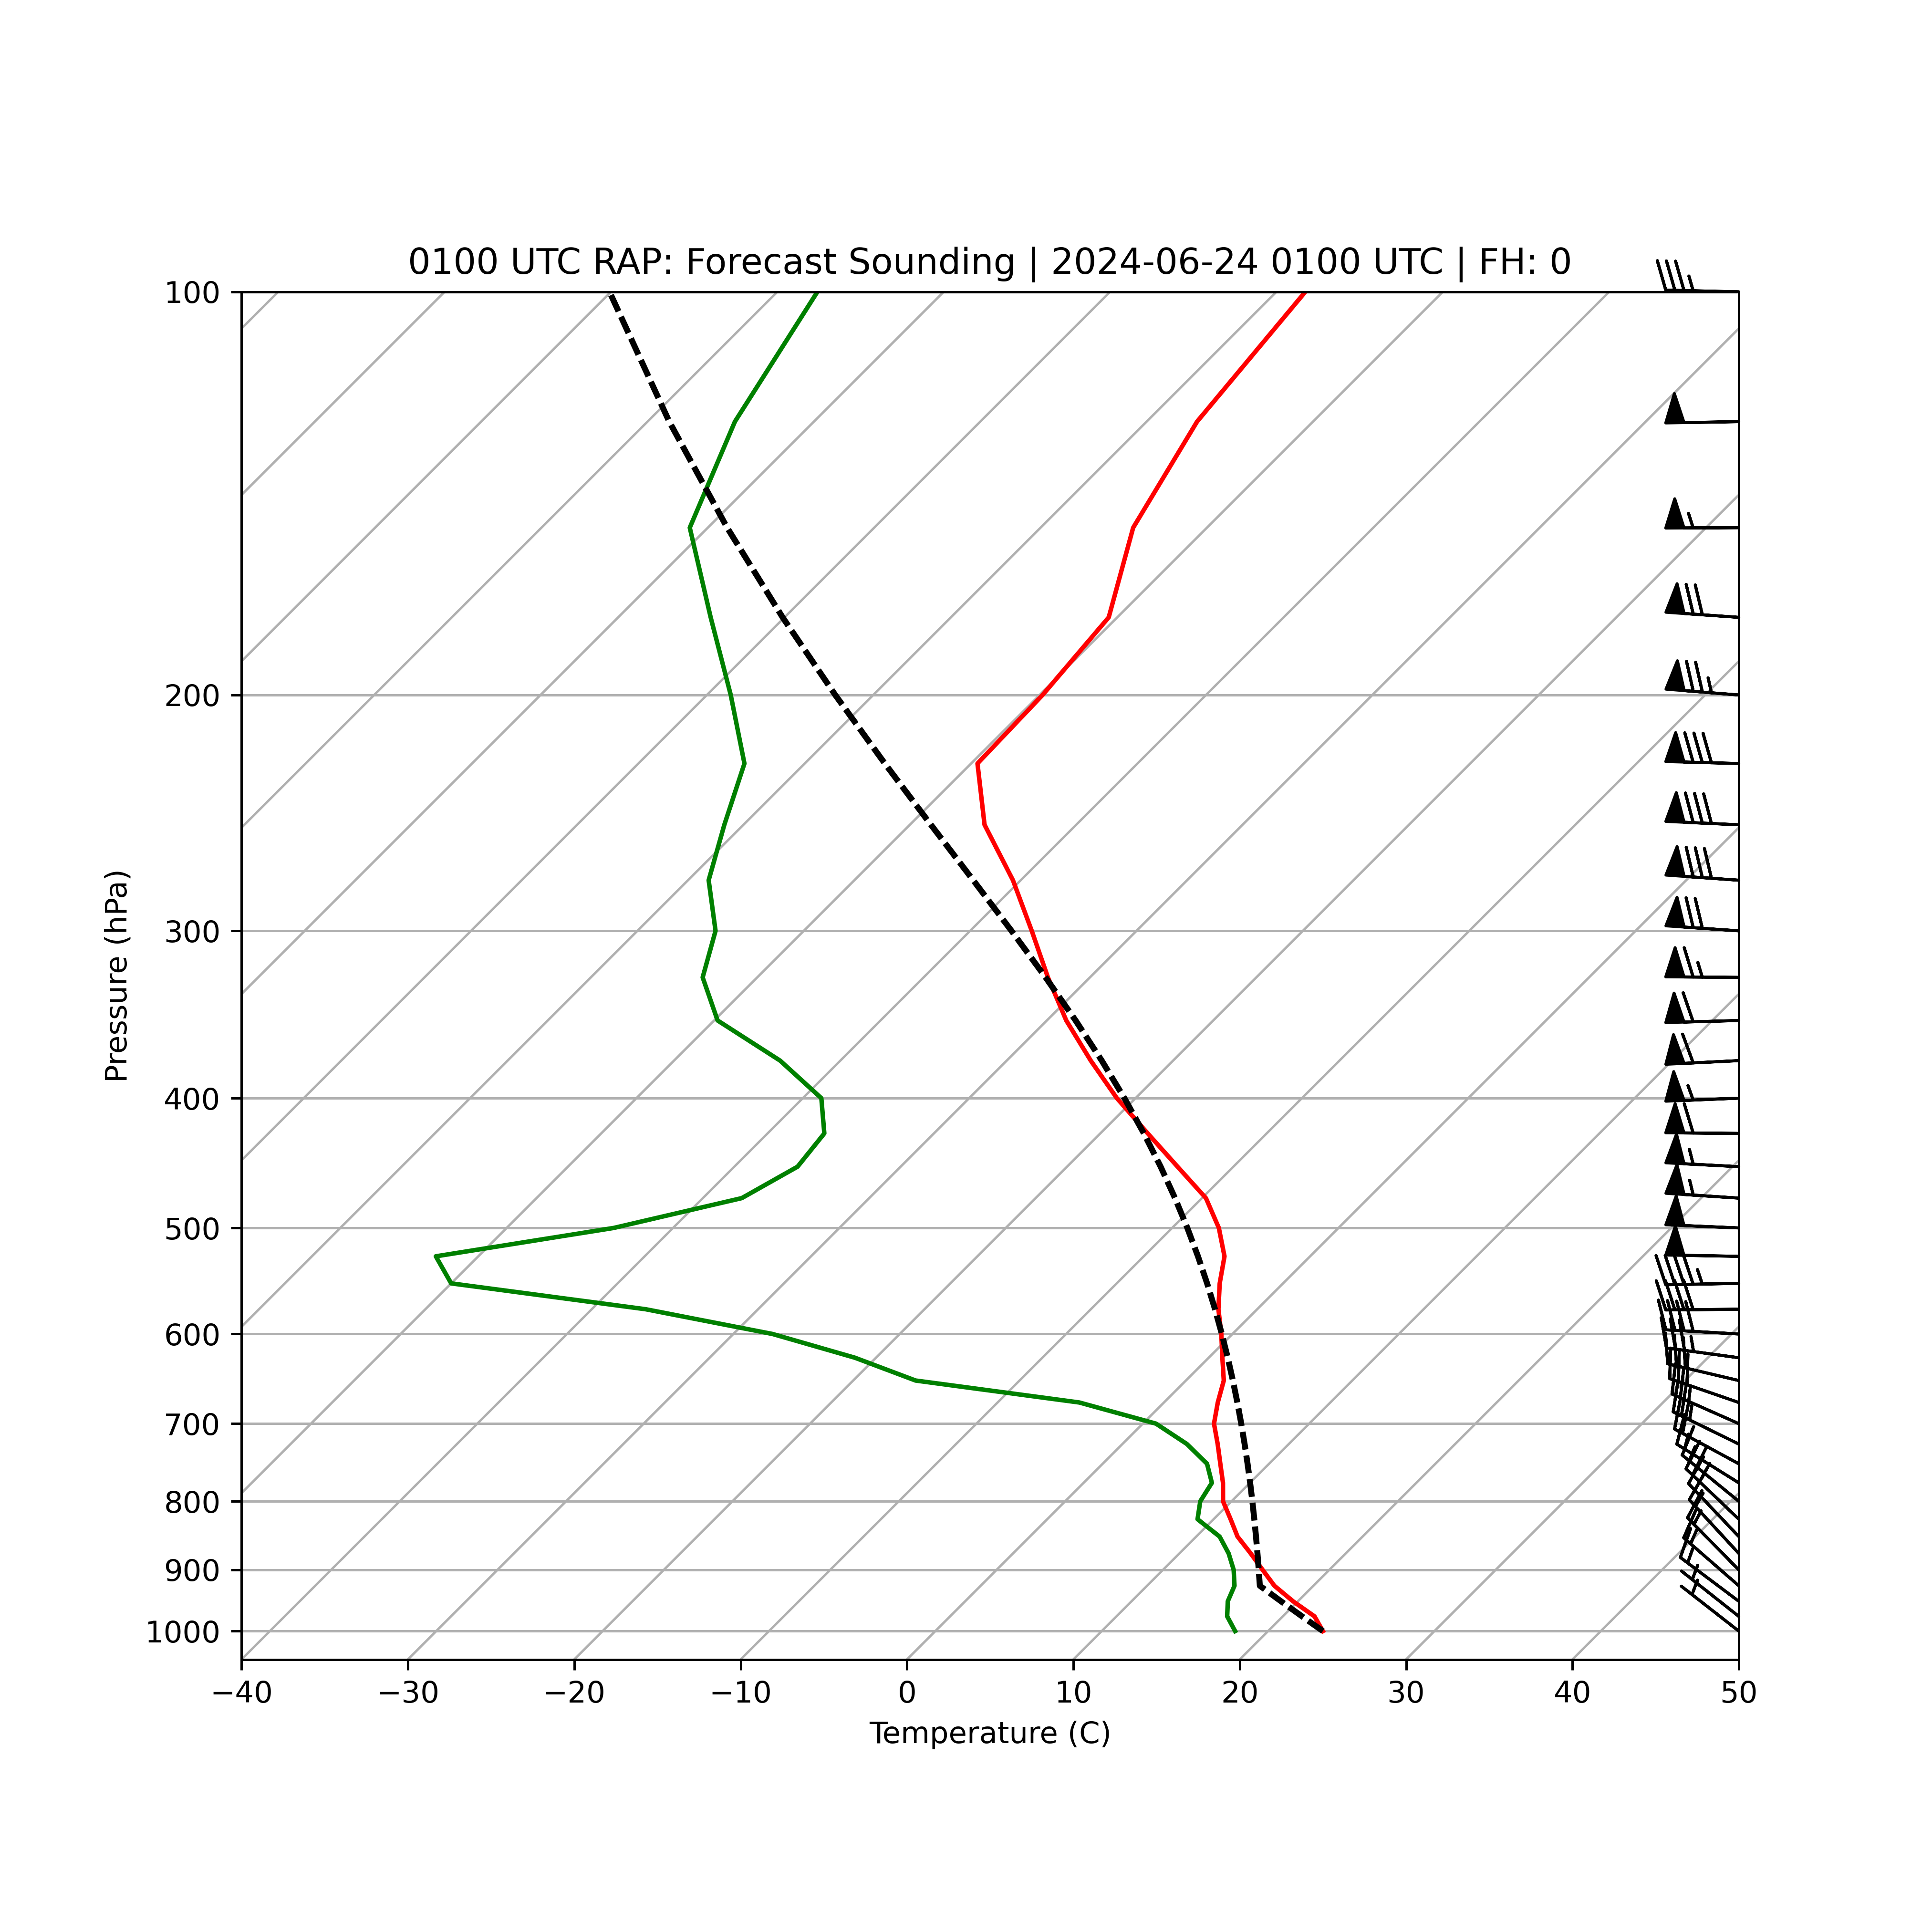 0100 UTC RAP: Forecast Sounding | 2024-06-24 0100 UTC | FH: 0
100
200
300
400
500
600
700
800
900
1000
Pressure (hPa)
−40 −30 −20 −10 0 10 20 30 40 50
Temperature (C)